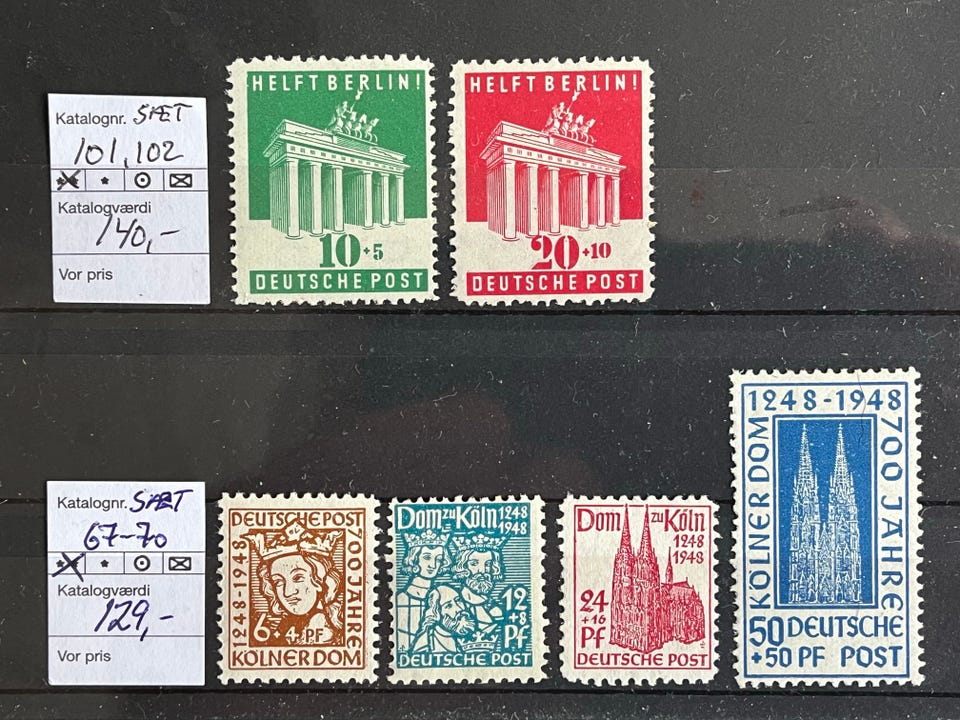 Katalognr. SÆT
101, 102
Katalogværdi
140,-
Vor pris
HELFT BERLIN!
10+5
DEUTSCHE POST
HELFT BERLIN!
20+10
DEUTSCHE POST
Katalognr. SÆT
67-70
Katalogværdi
129,-
Vor pris
DEUTSCHE POST
1248-1948
700 JAHRE
6+4 PF
KÖLNER DOM
Dom zu Köln 1248
1948
12
+8
Pf
DEUTSCHE POST
Dom zu Köln
1248
1948
24
+16
Pf
DEUTSCHE POST
1248-1948
KÖLNER DOM
700 JAHRE
50 DEUTSCHE
+50 PF POST